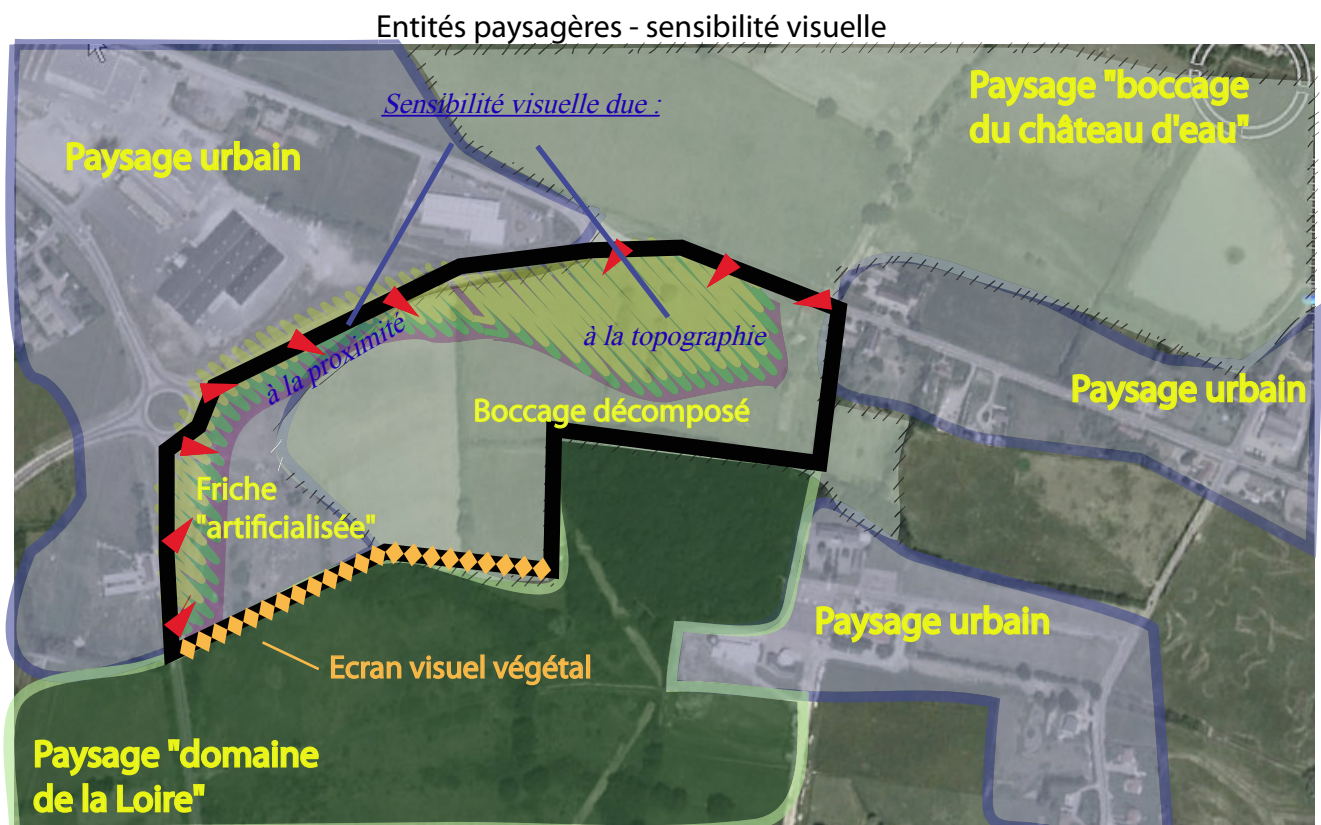 Entités paysagères - sensibilité visuelle
Paysage "boccage
du château d'eau"
Sensibilité visuelle due :
Paysage urbain
à la proximité
à la topographie
Paysage urbain
Boccage décomposé
Friche
"artificialisée"
Paysage urbain
Ecran visuel végétal
Paysage "domaine
de la Loire"